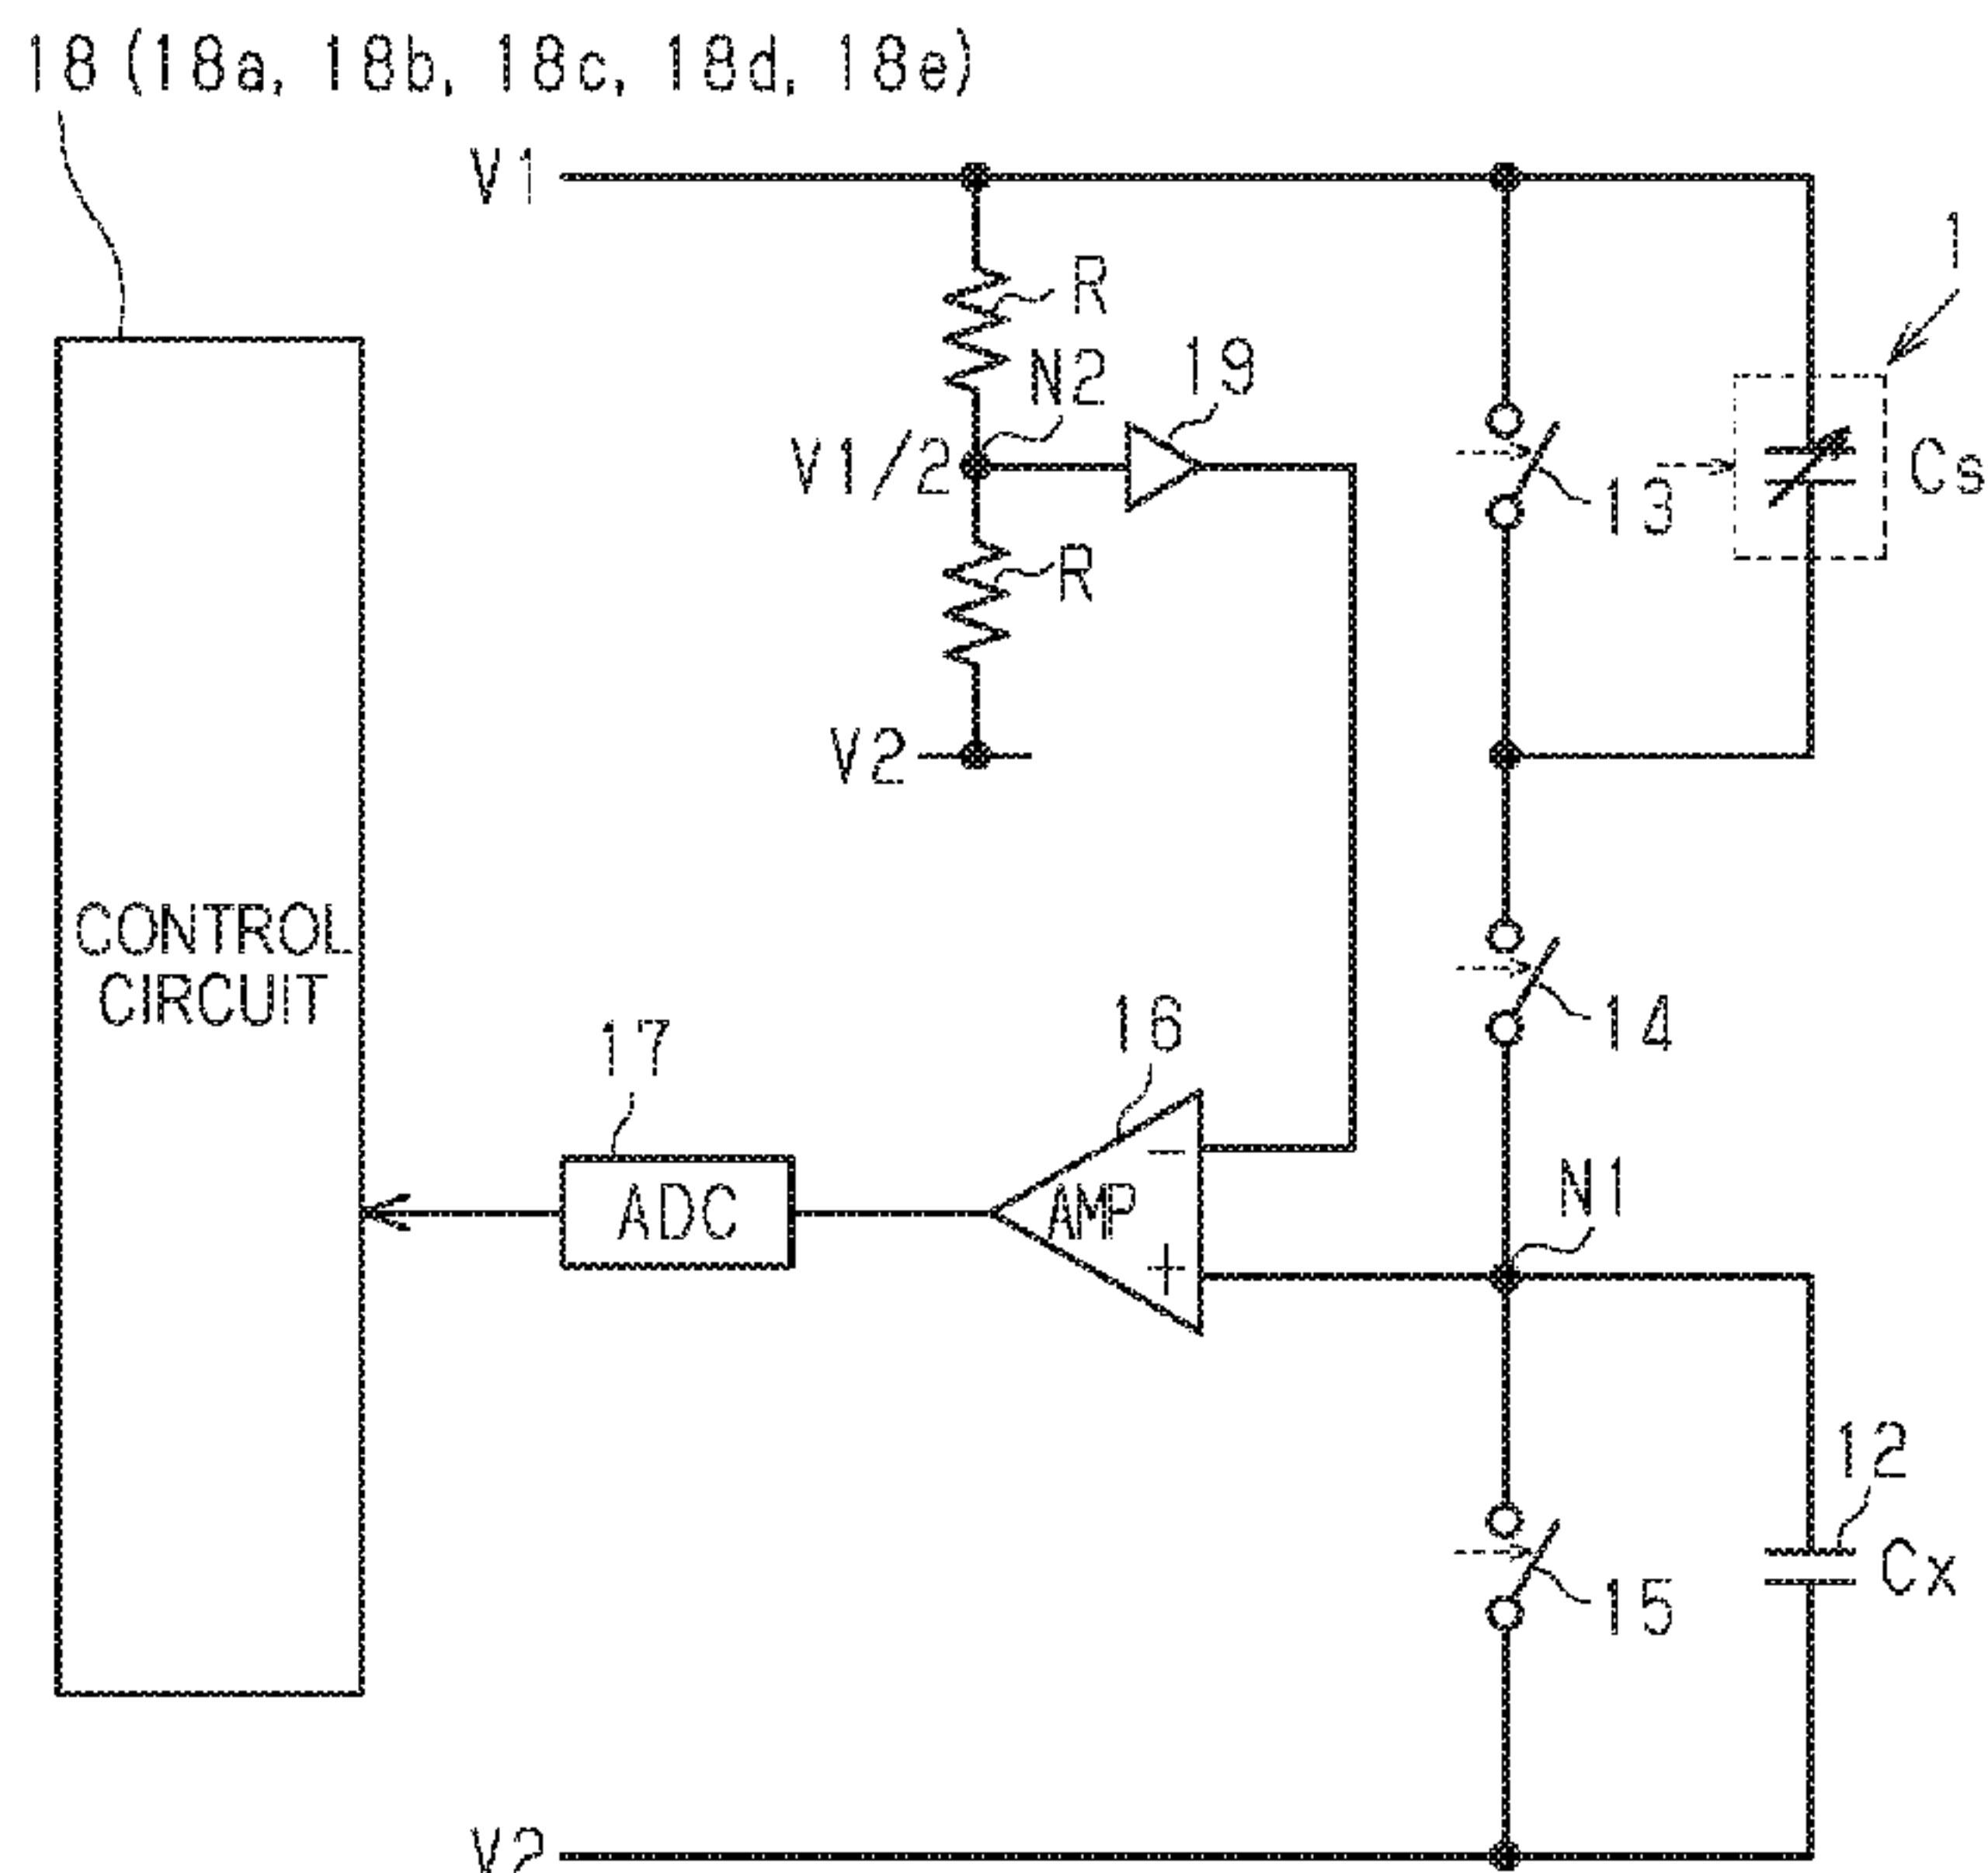 18 (18a, 18b, 18c, 18d, 18e)
V1
1
R
N2
19
V1/2
13
Cs
R
V2
CONTROL
CIRCUIT
14
16
17
AMP
−
+
ADC
N1
12
Cx
15
V2